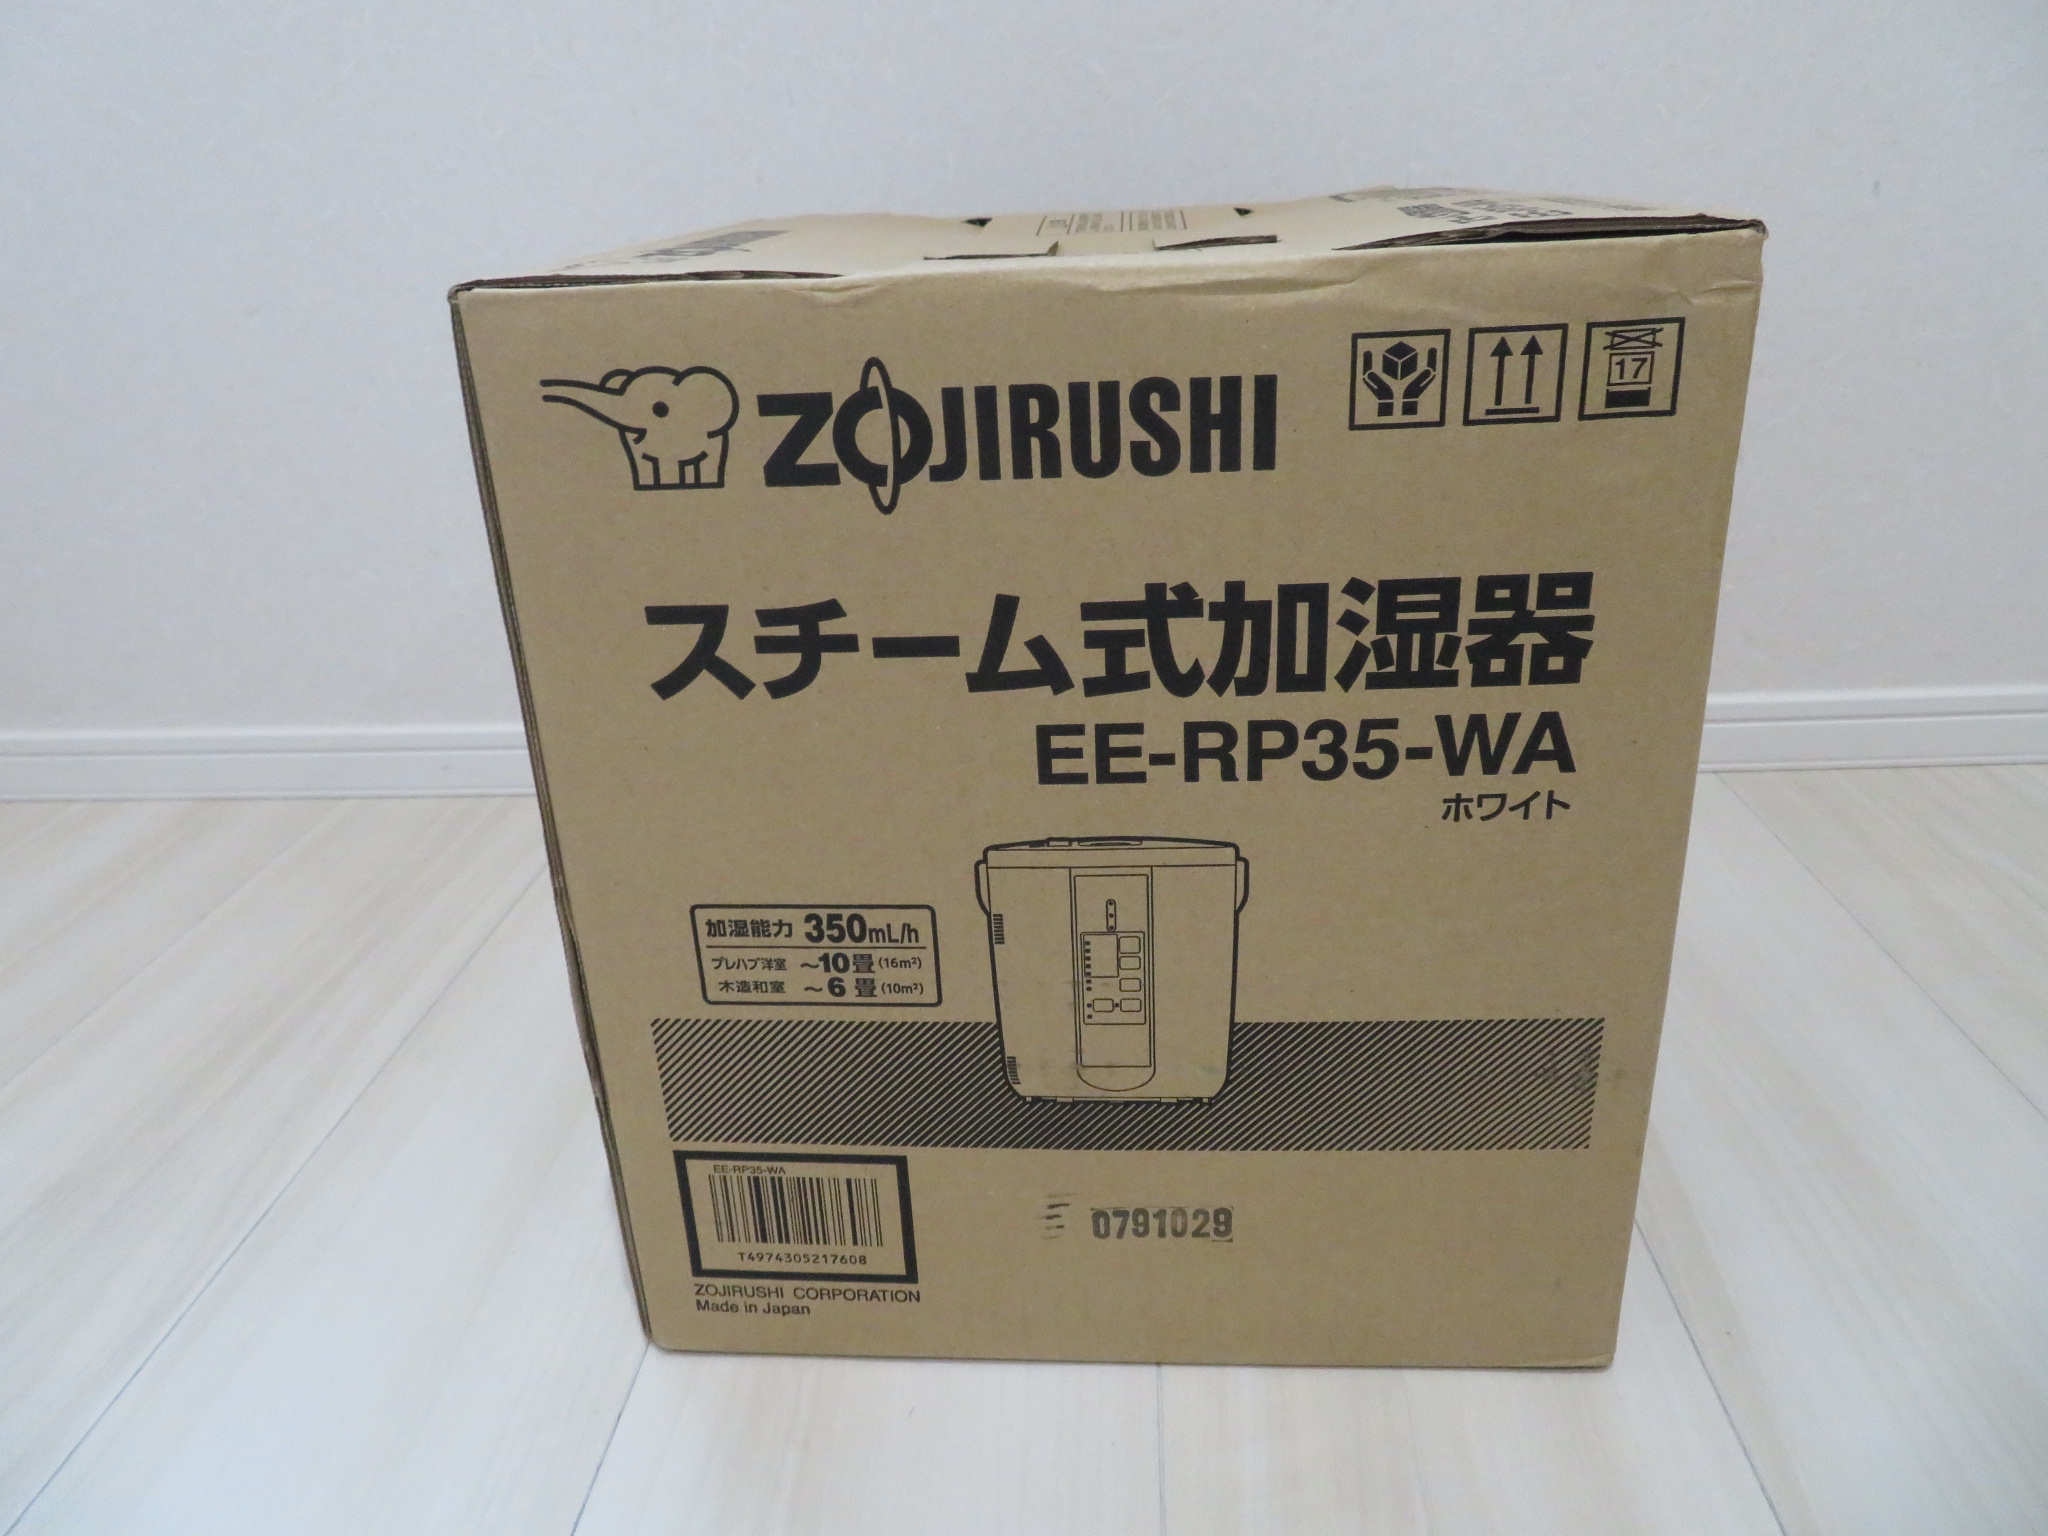 ZOJIRUSHI
17
スチーム式加湿器
EE-RP35-WA
ホワイト
加湿能力 350mL/h
プレハブ洋室 ～10畳(16m²)
木造和室 ～6畳(10m²)
EE-RP35-WA
T4974305217608
0791029
ZOJIRUSHI CORPORATION
Made in Japan